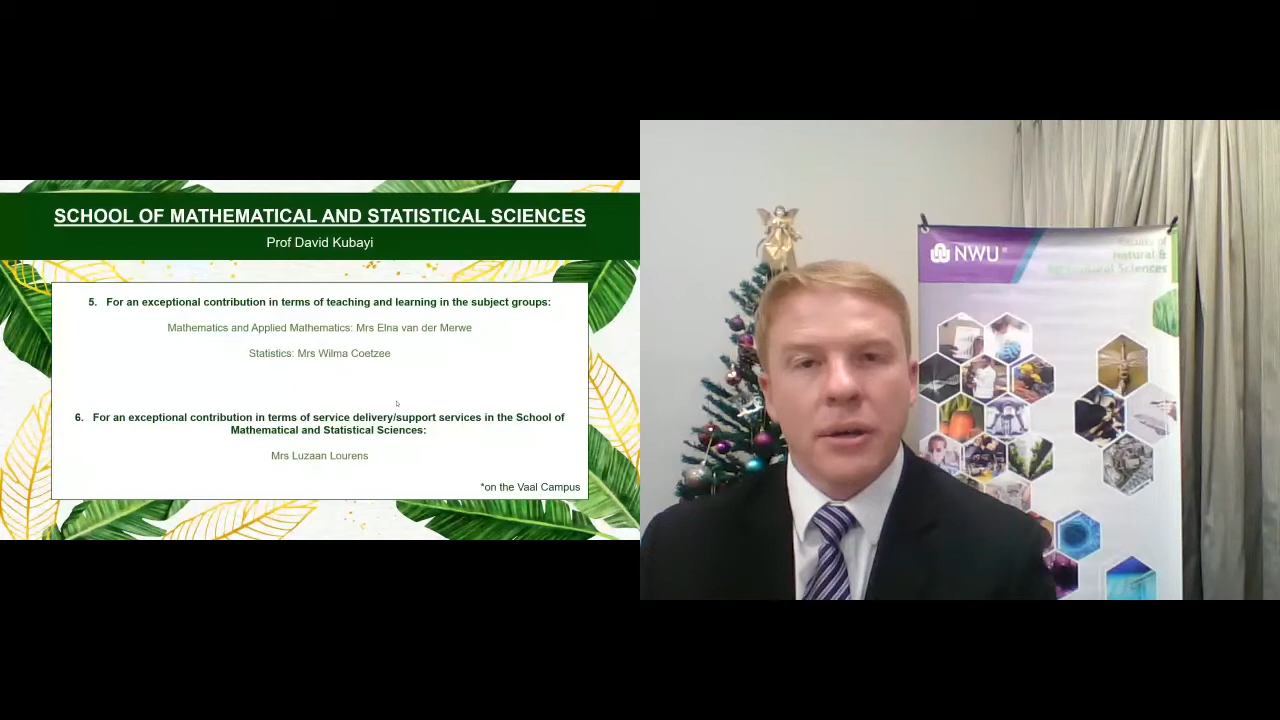 SCHOOL OF MATHEMATICAL AND STATISTICAL SCIENCES
Prof David Kubayi
5. For an exceptional contribution in terms of teaching and learning in the subject groups:
Mathematics and Applied Mathematics: Mrs Elna van der Merwe
Statistics: Mrs Wilma Coetzee
6. For an exceptional contribution in terms of service delivery/support services in the School of
Mathematical and Statistical Sciences:
Mrs Luzaan Lourens
*on the Vaal Campus
NWU®
Natural &
Sciences